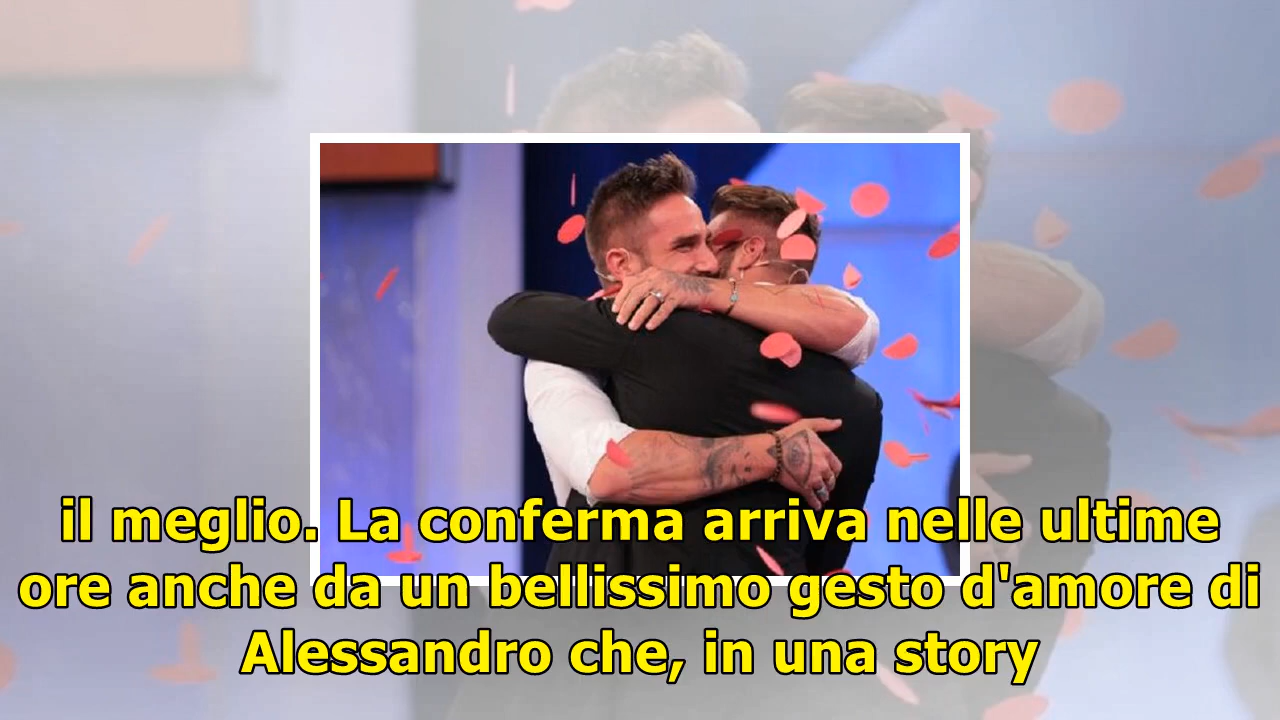 il meglio. La conferma arriva nelle ultime
ore anche da un bellissimo gesto d'amore di
Alessandro che, in una story